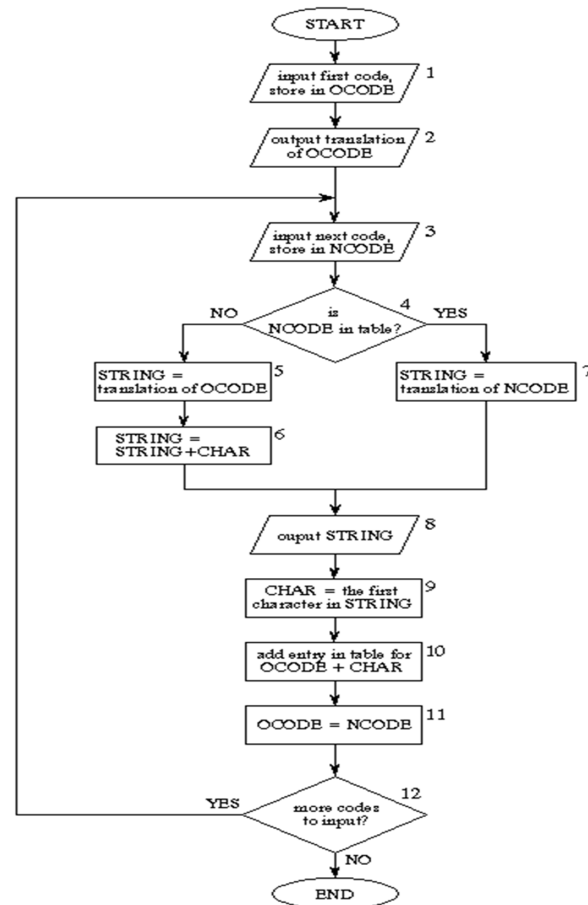 START
input first code,
store in OCODE
1
output translation
of OCODE
2
input next code,
store in NCODE
3
is
NCODE in table?
4
NO
YES
STRING =
translation of OCODE
5
STRING =
translation of NCODE
7
STRING =
STRING+CHAR
6
ouput STRING
8
CHAR = the first
character in STRING
9
add entry in table for
OCODE + CHAR
10
OCODE = NCODE
11
more codes
to input?
12
YES
NO
END